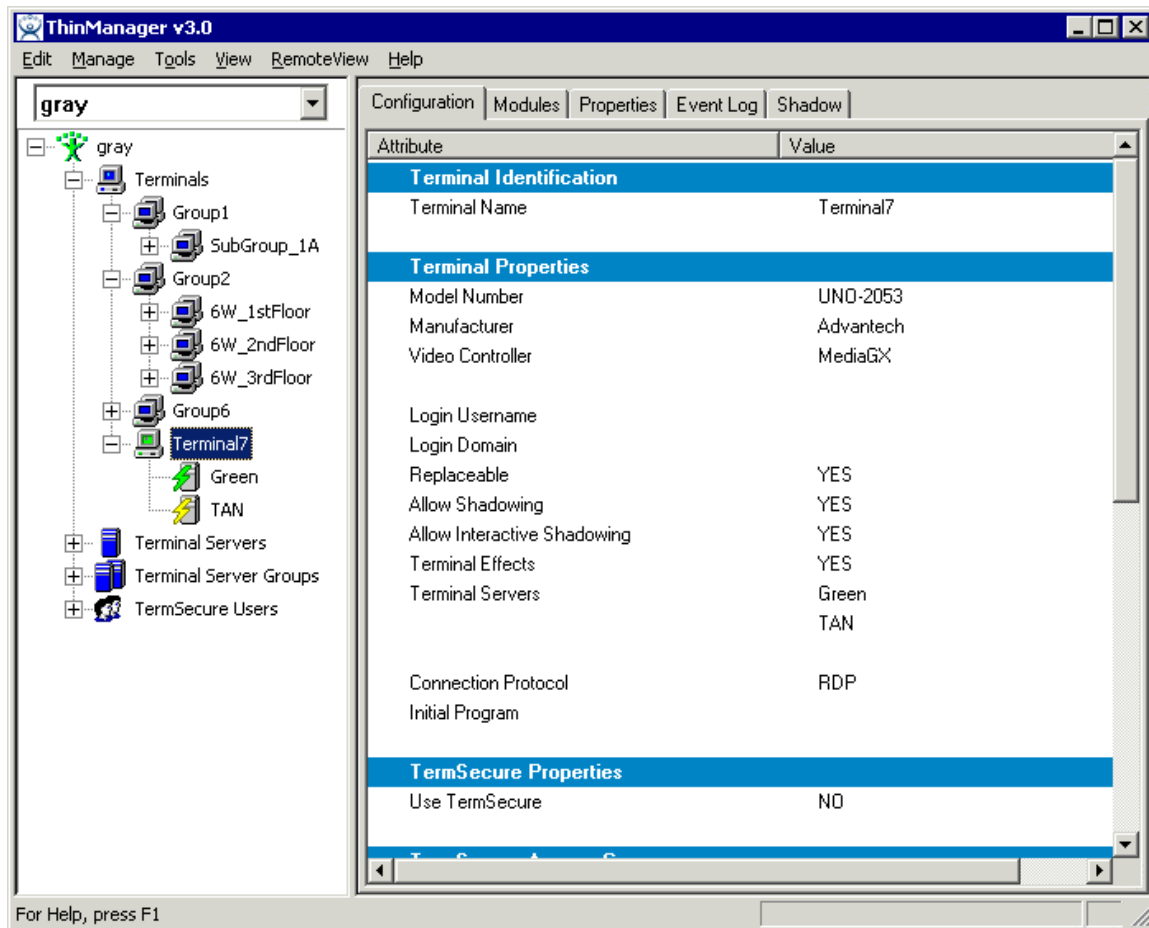 ThinManager v3.0
Edit Manage Tools View RemoteView Help
gray
gray
Terminals
Group1
SubGroup_1A
Group2
6W_1stFloor
6W_2ndFloor
6W_3rdFloor
Group6
Terminal7
Green
TAN
Terminal Servers
Terminal Server Groups
TermSecure Users
Configuration Modules Properties Event Log Shadow
Attribute Value
Terminal Identification
Terminal Name Terminal7
Terminal Properties
Model Number UNO-2053
Manufacturer Advantech
Video Controller MediaGX
Login Username
Login Domain
Replaceable YES
Allow Shadowing YES
Allow Interactive Shadowing YES
Terminal Effects YES
Terminal Servers Green
TAN
Connection Protocol RDP
Initial Program
TermSecure Properties
Use TermSecure NO
For Help, press F1